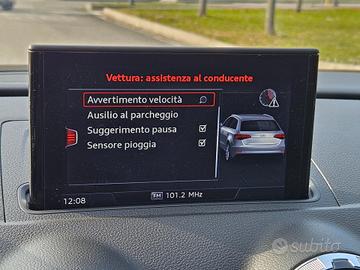 Vettura: assistenza al conducente
Avvertimento velocità
Ausilio al parcheggio
Suggerimento pausa
Sensore pioggia
12:08
FM 101.2 MHz
subito